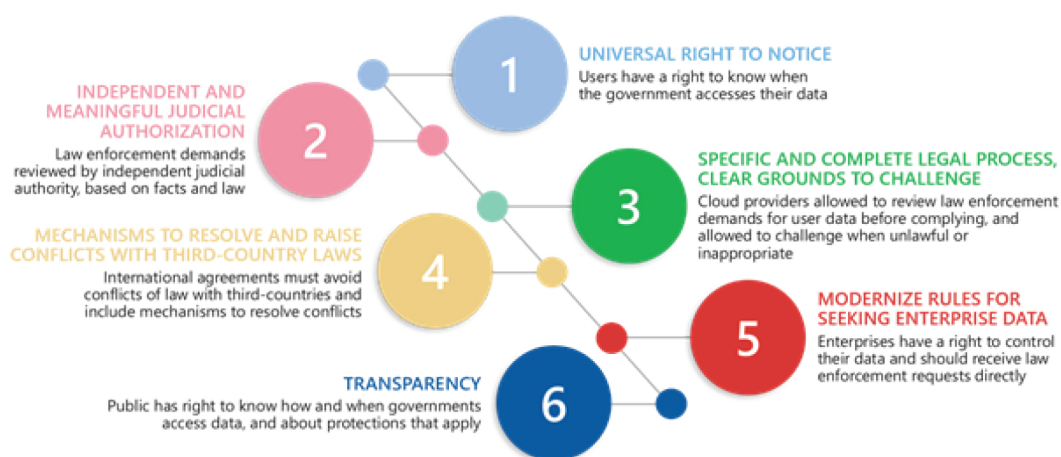 1
UNIVERSAL RIGHT TO NOTICE
Users have a right to know when
the government accesses their data
INDEPENDENT AND
MEANINGFUL JUDICIAL
AUTHORIZATION
Law enforcement demands
reviewed by independent judicial
authority, based on facts and law
2
3
SPECIFIC AND COMPLETE LEGAL PROCESS,
CLEAR GROUNDS TO CHALLENGE
Cloud providers allowed to review law enforcement
demands for user data before complying, and
allowed to challenge when unlawful or
inappropriate
MECHANISMS TO RESOLVE AND RAISE
CONFLICTS WITH THIRD-COUNTRY LAWS
International agreements must avoid
conflicts of law with third-countries and
include mechanisms to resolve conflicts
4
5
MODERNIZE RULES FOR
SEEKING ENTERPRISE DATA
Enterprises have a right to control
their data and should receive law
enforcement requests directly
TRANSPARENCY
Public has right to know how and when governments
access data, and about protections that apply
6